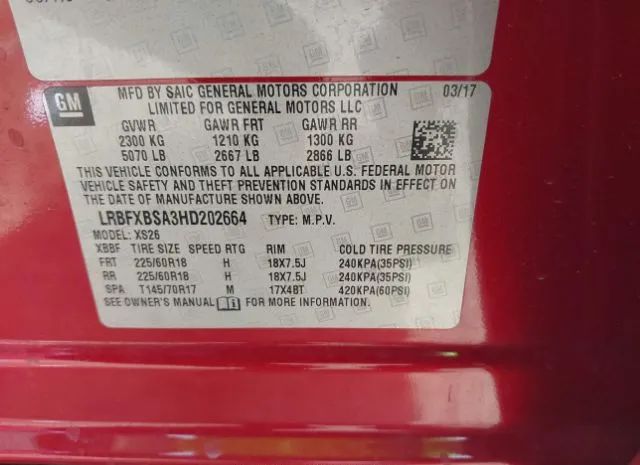 GM
MFD BY SAIC GENERAL MOTORS CORPORATION 03/17
LIMITED FOR GENERAL MOTORS LLC
GVWR GAWR FRT GAWR RR
2300 KG 1210 KG 1300 KG
5070 LB 2667 LB 2866 LB
THIS VEHICLE CONFORMS TO ALL APPLICABLE U.S. FEDERAL MOTOR
VEHICLE SAFETY AND THEFT PREVENTION STANDARDS IN EFFECT ON
THE DATE OF MANUFACTURE SHOWN ABOVE.
LRBFXBSA3HD202664 TYPE: M.P.V.
MODEL: XS26
XBBF TIRE SIZE SPEED RTG RIM COLD TIRE PRESSURE
FRT 225/60R18 H 18X7.5J 240KPA(35PSI)
RR 225/60R18 H 18X7.5J 240KPA(35PSI)
SPA T145/70R17 M 17X4BT 420KPA(60PSI)
SEE OWNER'S MANUAL FOR MORE INFORMATION